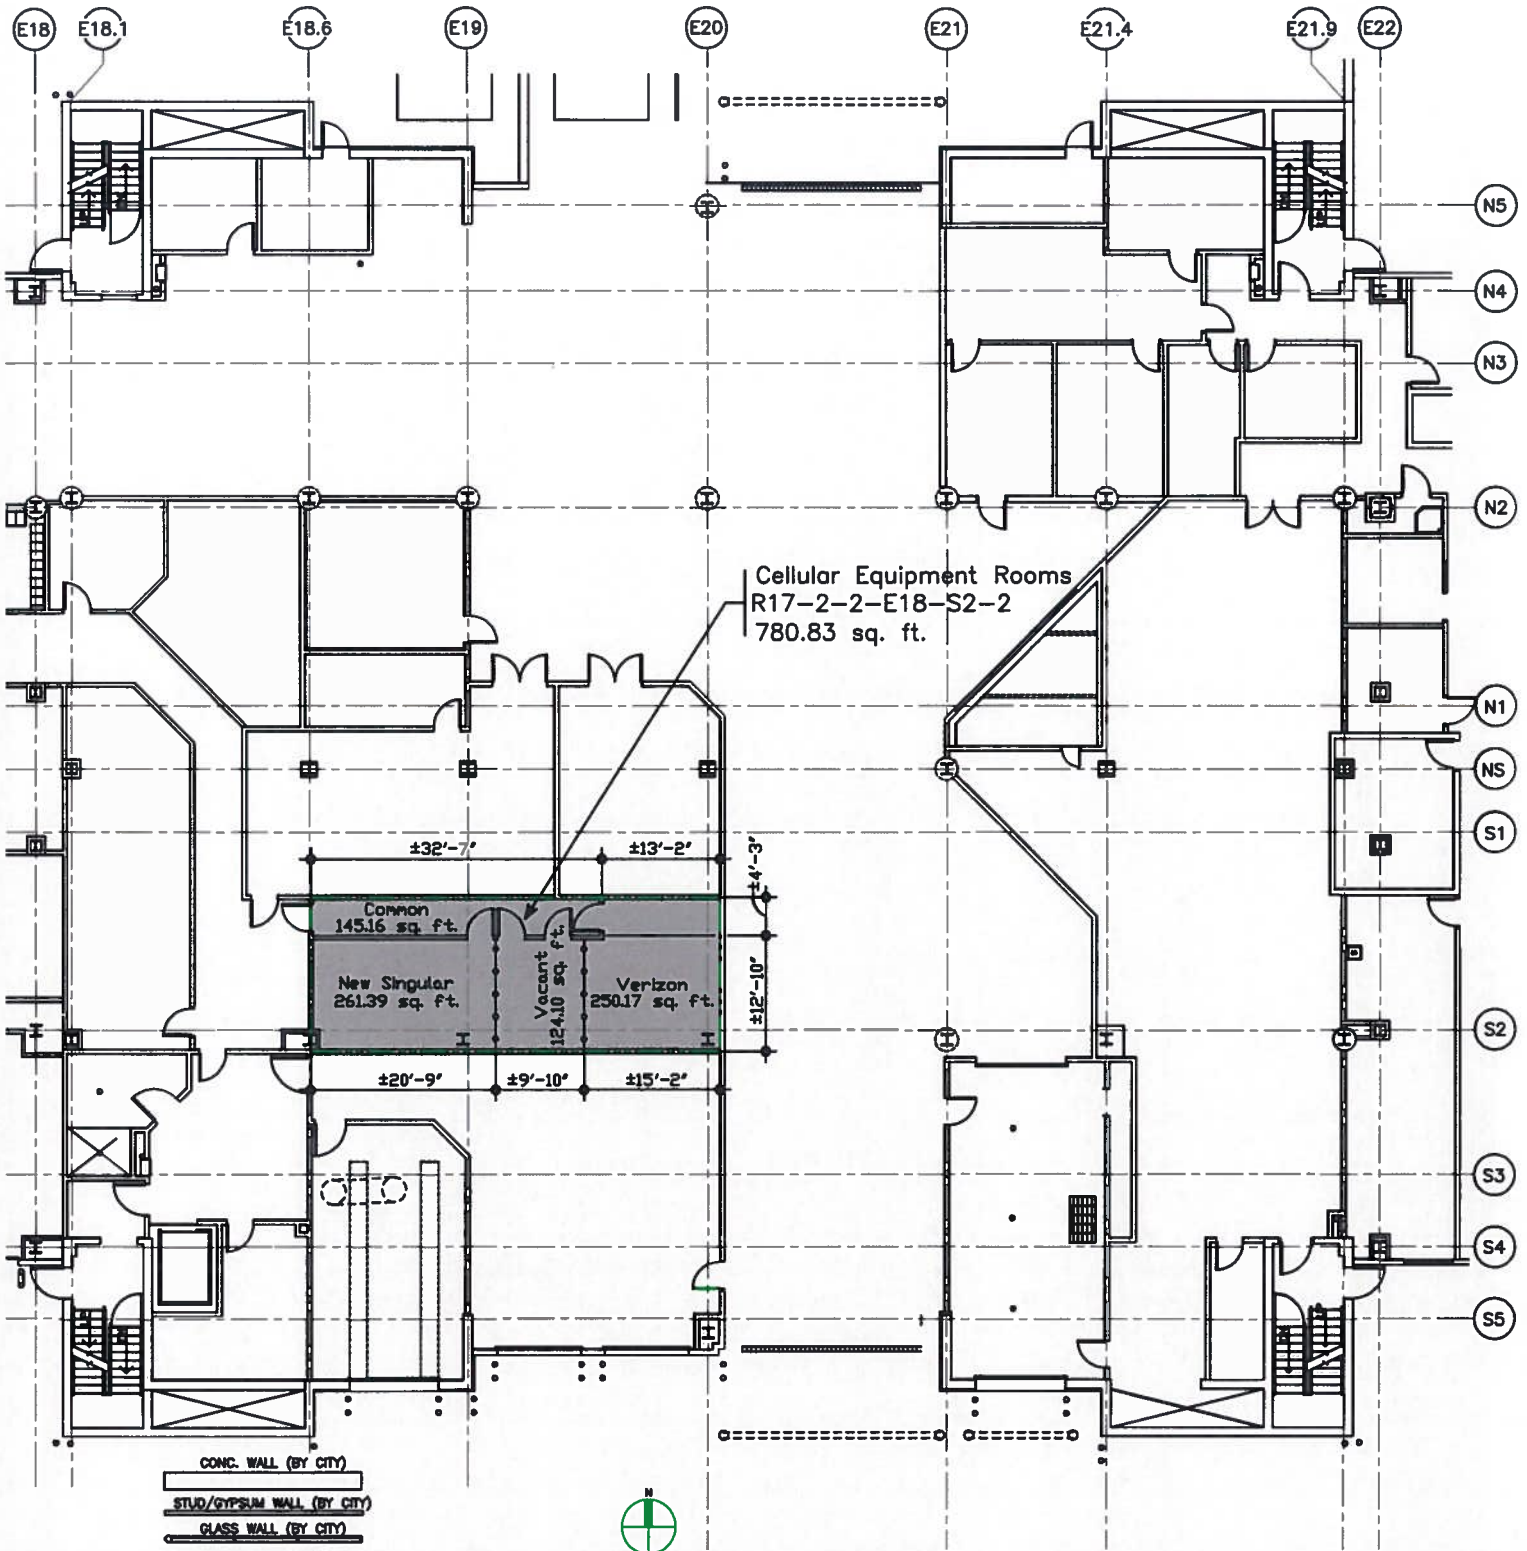 E18 E18.1 E18.6 E19 E20 E21 E21.4 E21.9 E22
N5
N4
N3
N2
Cellular Equipment Rooms
R17-2-2-E18-S2-2
780.83 sq. ft.
N1
NS
S1
±32'-7" ±13'-2"
±4'-3"
Common
145.16 sq. ft.
New Singular
261.39 sq. ft.
Vacant
124.10 sq. ft.
Verizon
250.17 sq. ft.
±12'-10"
S2
±20'-9" ±9'-10" ±15'-2"
S3
S4
S5
CONC. WALL (BY CITY)
STUD/GYPSUM WALL (BY CITY)
GLASS WALL (BY CITY)
N